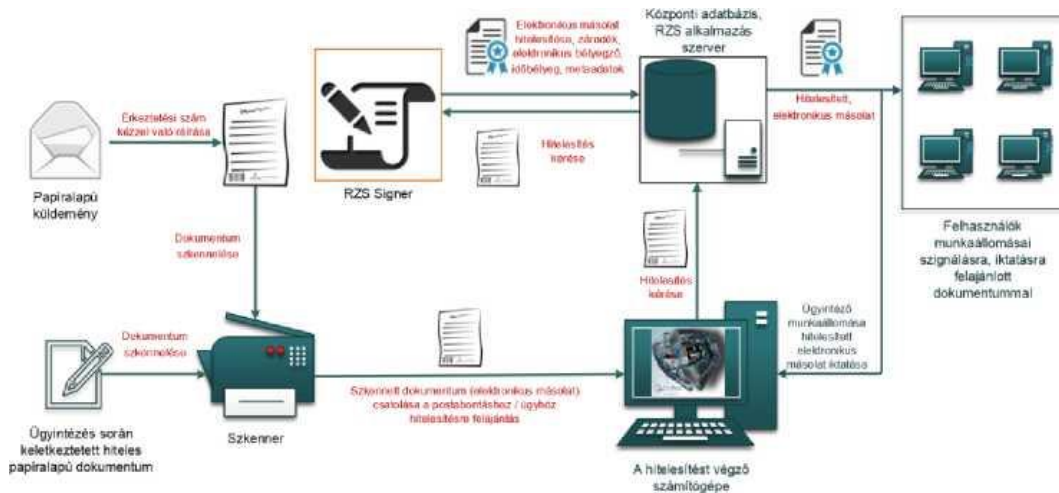 Elektronikus másolat
hitelesítése, záradék,
elektronikus bélyegző,
időbélyeg, metaadatok
Központi adatbázis,
RZS alkalmazás
szerver
Érkeztetési szám
kézzel való ráírása
Hitelesített,
elektronikus másolat
Hitelesítés
kérése
Papíralapú
küldemény
RZS Signer
Felhasználók
munkaállomásai
szignálásra, iktatásra
felajánlott
dokumentummal
Dokumentum
szkennelése
Hitelesítés
kérése
Ügyintéző
munkaállomása
hitelesített
elektronikus
másolat iktatása
Dokumentum
szkennelése
Szkennelt dokumentum (elektronikus másolat)
csatolása a postabontáshoz / ügyhöz
hitelesítésre felajánlás
Szkenner
Ügyintézés során
keletkeztetett hiteles
papíralapú dokumentum
A hitelesítést végző
számítógépe